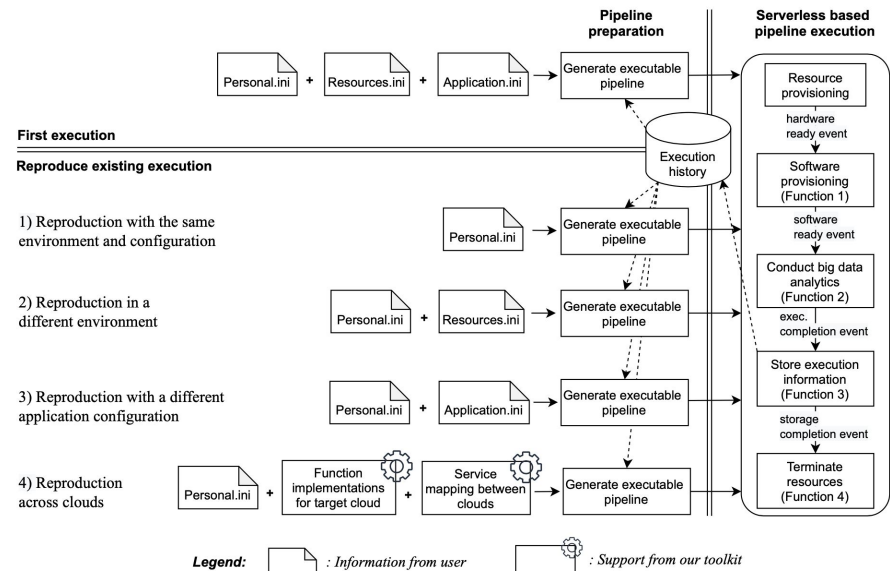 Pipeline
preparation
Serverless based
pipeline execution
Personal.ini
+
Resources.ini
+
Application.ini
Generate executable
pipeline
Resource
provisioning
hardware
ready event
First execution
Reproduce existing execution
Execution
history
Software
provisioning
(Function 1)
software
ready event
1) Reproduction with the same
environment and configuration
Personal.ini
Generate executable
pipeline
Conduct big data
analytics
(Function 2)
exec.
completion event
2) Reproduction in a
different environment
Personal.ini
+
Resources.ini
Generate executable
pipeline
Store execution
information
(Function 3)
storage
completion event
3) Reproduction with a different
application configuration
Personal.ini
+
Application.ini
Generate executable
pipeline
Terminate
resources
(Function 4)
4) Reproduction
across clouds
Personal.ini
+
Function
implementations
for target cloud
+
Service
mapping between
clouds
Generate executable
pipeline
Legend:
: Information from user
: Support from our toolkit